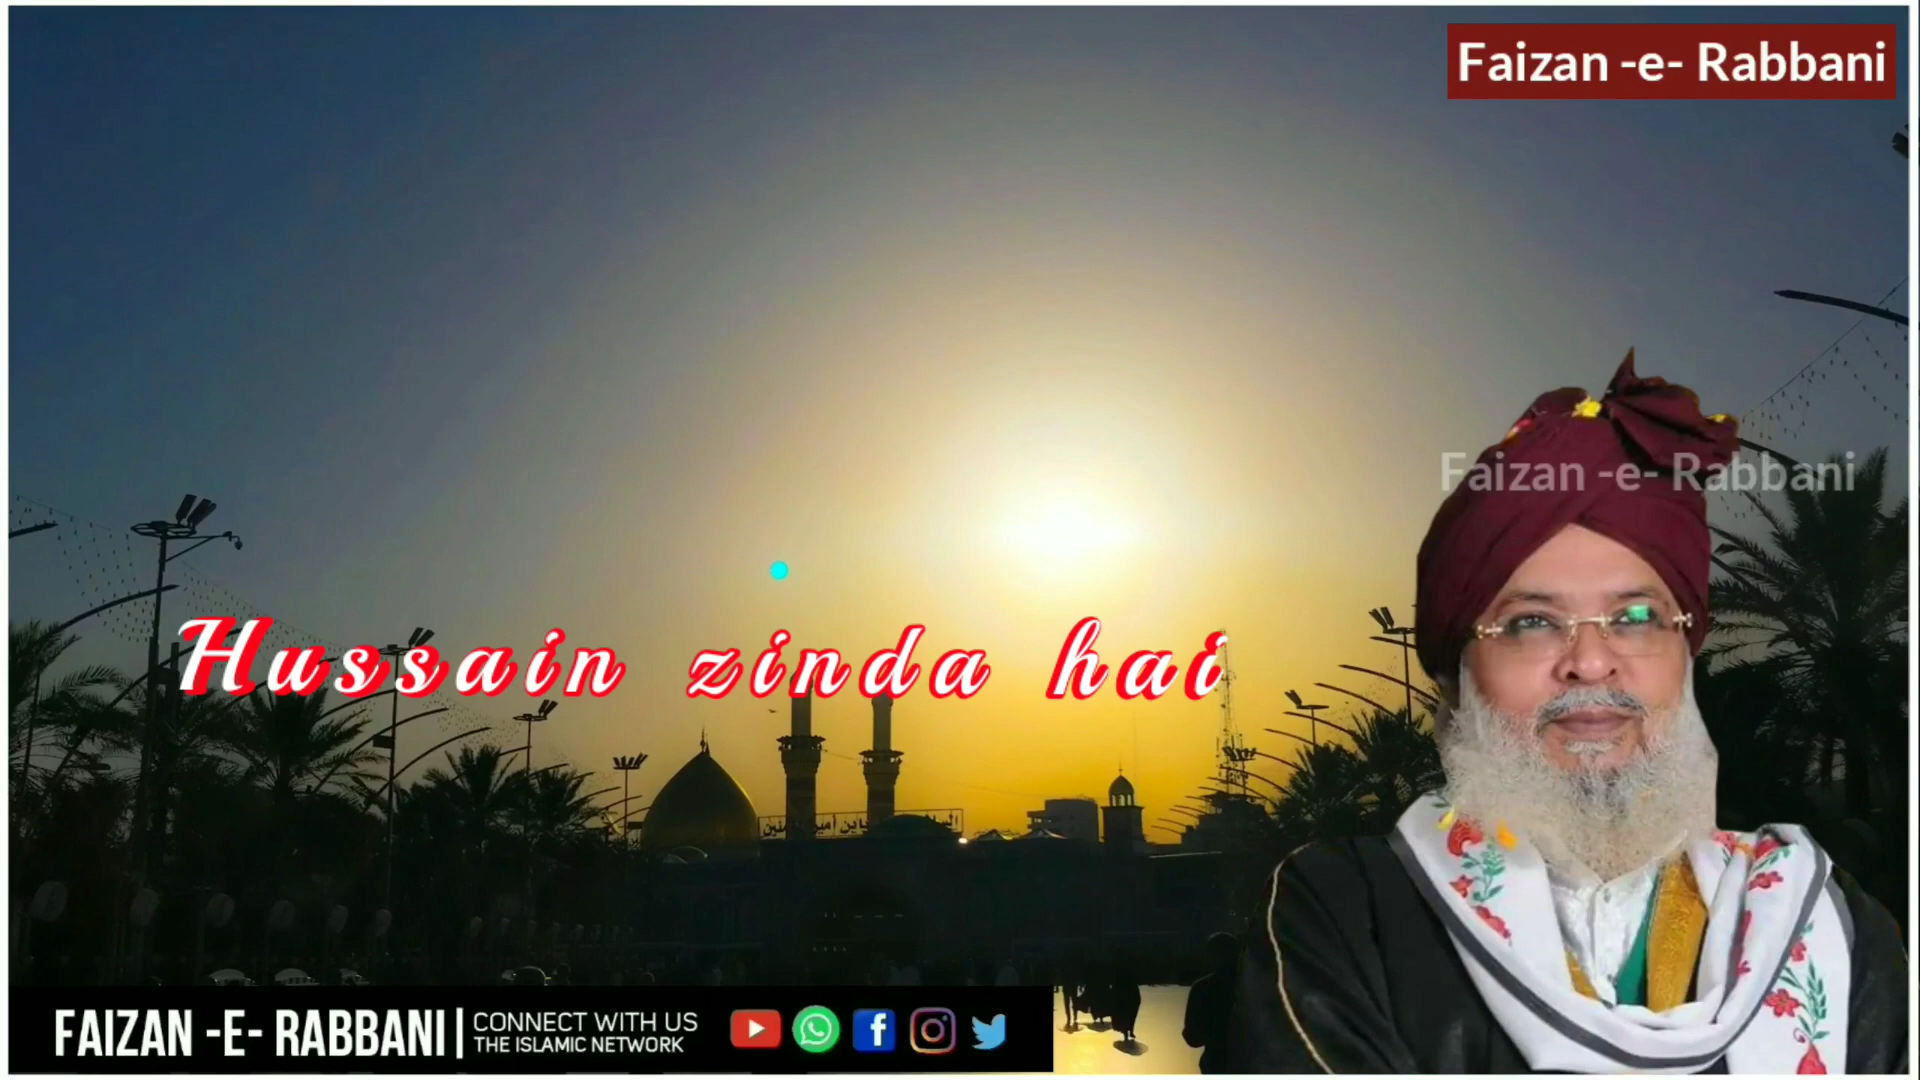 Faizan -e- Rabbani
Faizan -e- Rabbani
Hussain zinda hai
FAIZAN -E- RABBANI
CONNECT WITH US
THE ISLAMIC NETWORK